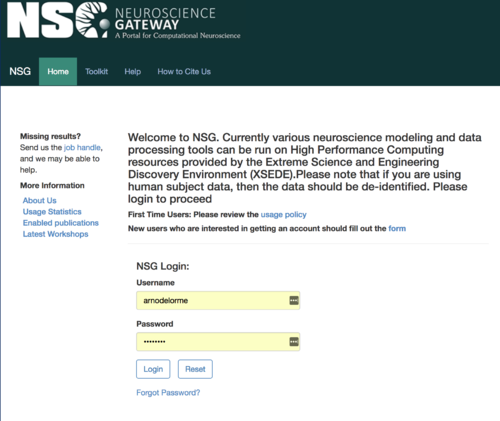 NSG
NEUROSCIENCE
GATEWAY
A Portal for Computational Neuroscience
NSG Home Toolkit Help How to Cite Us
Missing results?
Send us the job handle,
and we may be able to
help.
More Information
About Us
Usage Statistics
Enabled publications
Latest Workshops
Welcome to NSG. Currently various neuroscience modeling and data
processing tools can be run on High Performance Computing
resources provided by the Extreme Science and Engineering
Discovery Environment (XSEDE).Please note that if you are using
human subject data, then the data should be de-identified. Please
login to proceed
First Time Users: Please review the usage policy
New users who are interested in getting an account should fill out the form
NSG Login:
Username
arnodelorme
Password
••••••••
Login Reset
Forgot Password?